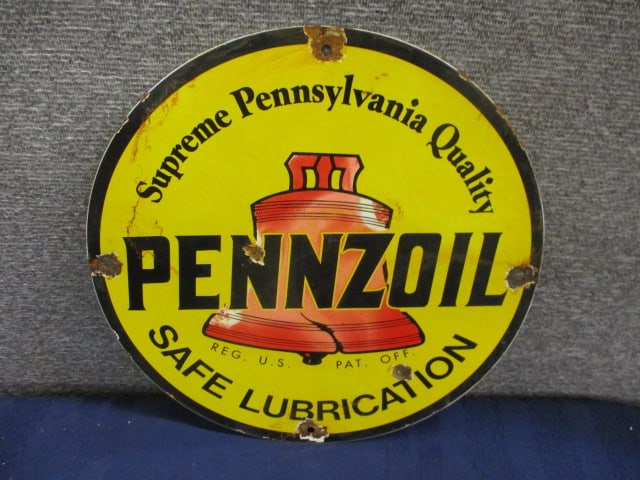 Supreme Pennsylvania Quality
PENNZOIL
REG. U.S. PAT. OFF.
SAFE LUBRICATION